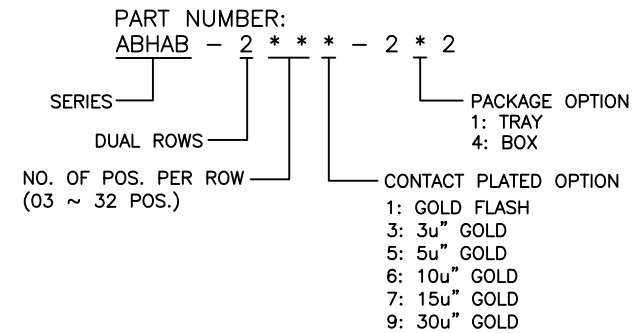 PART NUMBER:
ABHAB - 2 * * * - 2 * 2
SERIES
PACKAGE OPTION
1: TRAY
4: BOX
DUAL ROWS
NO. OF POS. PER ROW
(03 ~ 32 POS.)
CONTACT PLATED OPTION
1: GOLD FLASH
3: 3u" GOLD
5: 5u" GOLD
6: 10u" GOLD
7: 15u" GOLD
9: 30u" GOLD